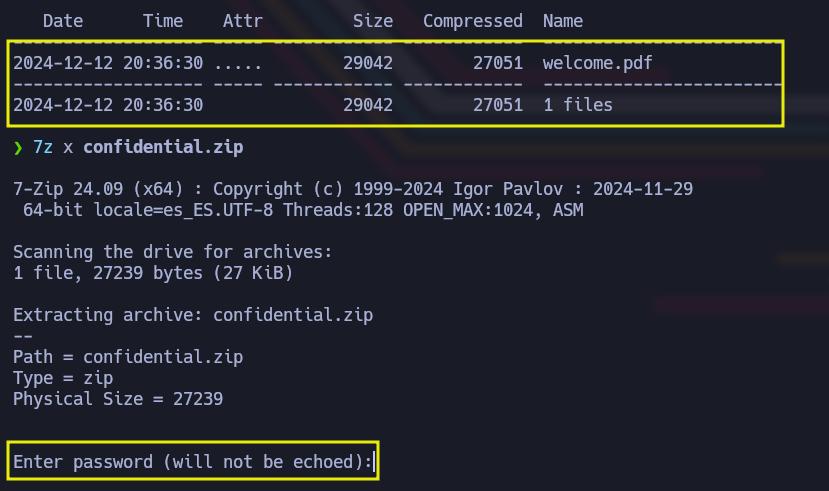 Date Time Attr Size Compressed Name
------------------- ----- ------------ ------------ ------------------------
2024-12-12 20:36:30 ..... 29042 27051 welcome.pdf
------------------- ----- ------------ ------------ ------------------------
2024-12-12 20:36:30 29042 27051 1 files
❯ 7z x confidential.zip
7-Zip 24.09 (x64) : Copyright (c) 1999-2024 Igor Pavlov : 2024-11-29
64-bit locale=es_ES.UTF-8 Threads:128 OPEN_MAX:1024, ASM
Scanning the drive for archives:
1 file, 27239 bytes (27 KiB)
Extracting archive: confidential.zip
--
Path = confidential.zip
Type = zip
Physical Size = 27239
Enter password (will not be echoed):